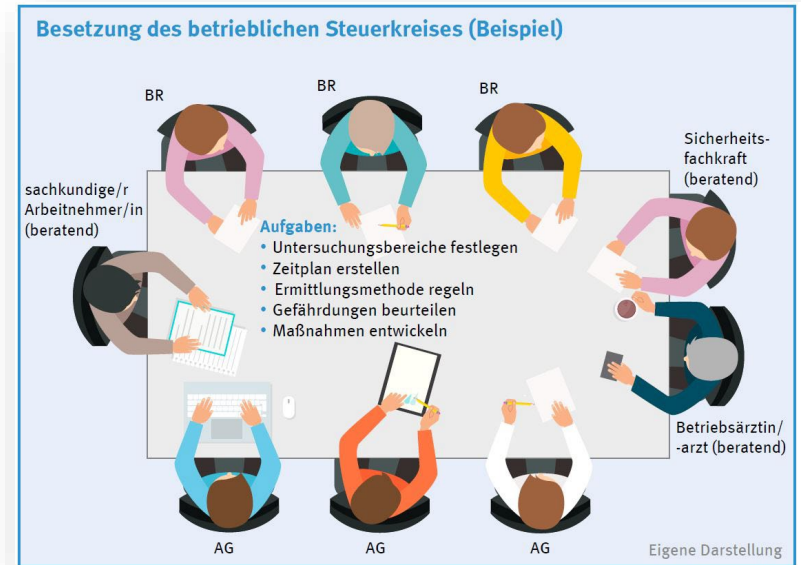 Besetzung des betrieblichen Steuerkreises (Beispiel)
BR
BR
BR
Sicherheits-
fachkraft
(beratend)
sachkundige/r
Arbeitnehmer/in
(beratend)
Aufgaben:
• Untersuchungsbereiche festlegen
• Zeitplan erstellen
• Ermittlungsmethode regeln
• Gefährdungen beurteilen
• Maßnahmen entwickeln
Betriebsärztin/
-arzt (beratend)
AG
AG
AG
Eigene Darstellung